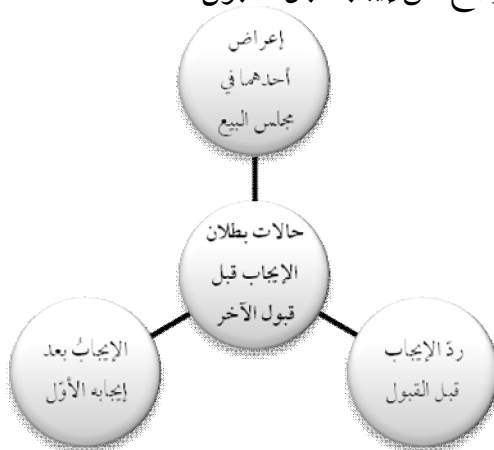 إعراض
أحدهما في
مجلس البيع
حالات بطلان
الإيجاب قبل
قبول الآخر
ردّ الإيجاب
قبل القبول
الإيجابُ بعد
إيجابه الأوّل